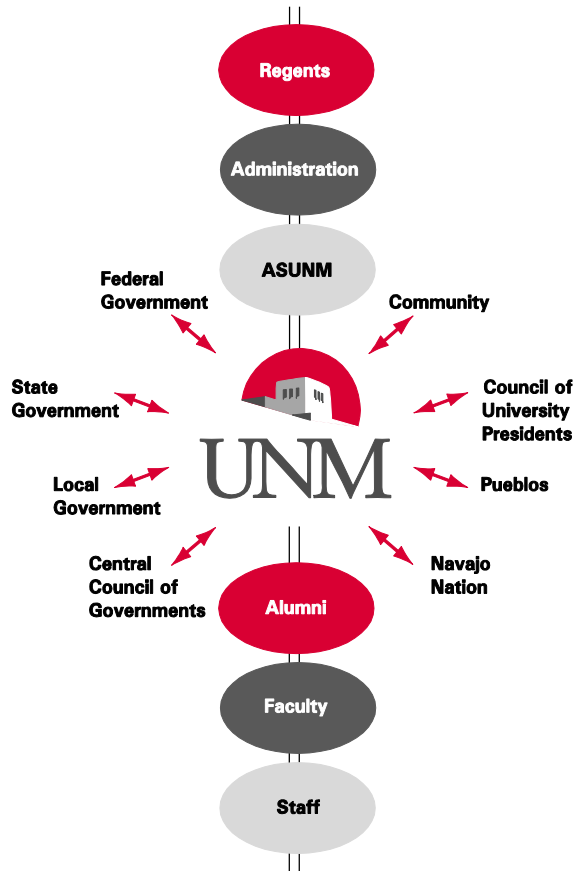 Regents
Administration
ASUNM
Federal
Government
Community
State
Government
Council of
University
Presidents
UNM
Local
Government
Pueblos
Central
Council of
Governments
Navajo
Nation
Alumni
Faculty
Staff